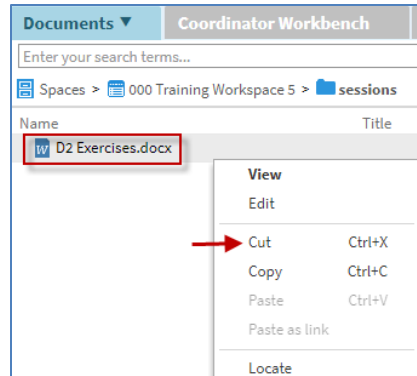 Documents ▼ Coordinator Workbench
Enter your search terms...
Spaces > 000 Training Workspace 5 > sessions
Name Title
W D2 Exercises.docx
View
Edit
Cut Ctrl+X
Copy Ctrl+C
Paste Ctrl+V
Paste as link
Locate